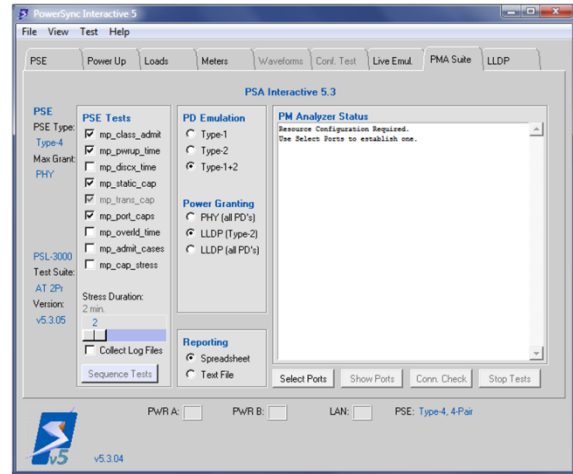 PowerSync Interactive 5
File View Test Help
PSE Power Up Loads Meters Waveforms Conf. Test Live Emul. PMA Suite LLDP
PSA Interactive 5.3
PSE
PSE Type:
Type-4
Max Grant:
PHY
PSL-3000
Test Suite:
AT 2Pr
Version:
v5.3.05
PSE Tests
mp_class_admit
mp_pwrup_time
mp_discx_time
mp_static_cap
mp_trans_cap
mp_port_caps
mp_overld_time
mp_admit_cases
mp_cap_stress
Stress Duration:
2 min.
2
Collect Log Files
Sequence Tests
PD Emulation
Type-1
Type-2
Type-1+2
Power Granting
PHY (all PD's)
LLDP (Type-2)
LLDP (all PD's)
Reporting
Spreadsheet
Text File
PM Analyzer Status
Resource Configuration Required.
Use Select Ports to establish one.
Select Ports Show Ports Conn. Check Stop Tests
PWR A: PWR B: LAN: PSE: Type-4, 4-Pair
v5
v5.3.04